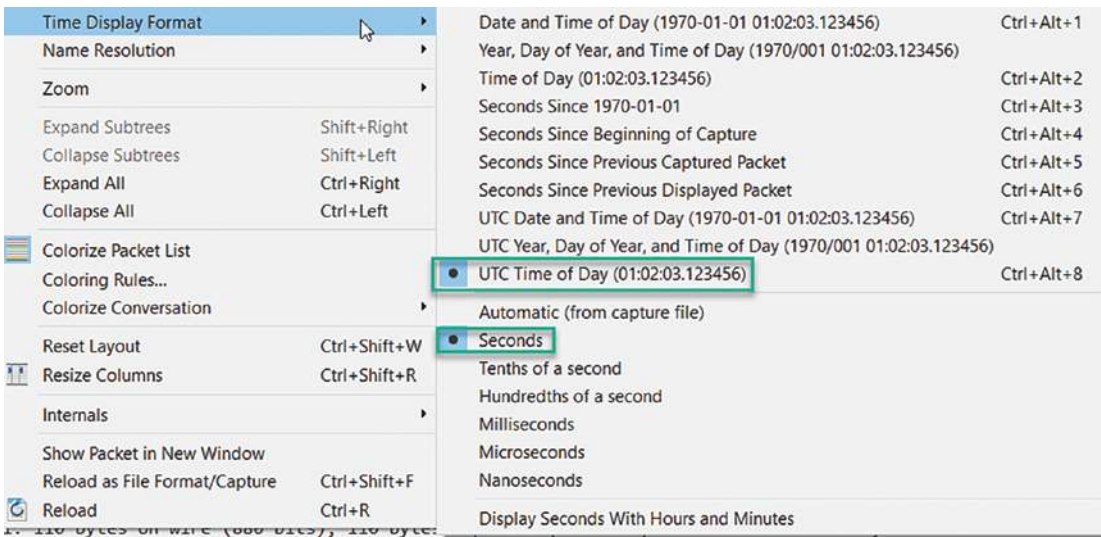 Time Display Format
Name Resolution
Zoom
Expand Subtrees Shift+Right
Collapse Subtrees Shift+Left
Expand All Ctrl+Right
Collapse All Ctrl+Left
Colorize Packet List
Coloring Rules...
Colorize Conversation
Reset Layout Ctrl+Shift+W
Resize Columns Ctrl+Shift+R
Internals
Show Packet in New Window
Reload as File Format/Capture Ctrl+Shift+F
Reload Ctrl+R
Date and Time of Day (1970-01-01 01:02:03.123456) Ctrl+Alt+1
Year, Day of Year, and Time of Day (1970/001 01:02:03.123456)
Time of Day (01:02:03.123456) Ctrl+Alt+2
Seconds Since 1970-01-01 Ctrl+Alt+3
Seconds Since Beginning of Capture Ctrl+Alt+4
Seconds Since Previous Captured Packet Ctrl+Alt+5
Seconds Since Previous Displayed Packet Ctrl+Alt+6
UTC Date and Time of Day (1970-01-01 01:02:03.123456) Ctrl+Alt+7
UTC Year, Day of Year, and Time of Day (1970/001 01:02:03.123456)
UTC Time of Day (01:02:03.123456) Ctrl+Alt+8
Automatic (from capture file)
Seconds
Tenths of a second
Hundredths of a second
Milliseconds
Microseconds
Nanoseconds
Display Seconds With Hours and Minutes